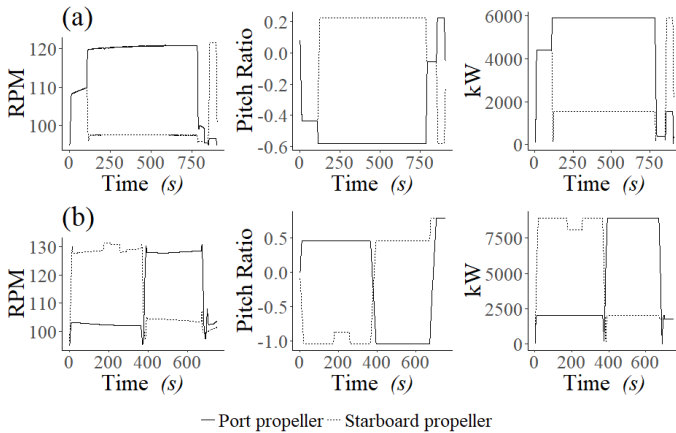 (a)
RPM
120
110
100
0 250 500 750
Time (s)
Pitch Ratio
0.2
0.0
-0.2
-0.4
-0.6
0 250 500 750
Time (s)
kW
6000
4000
2000
0
0 250 500 750
Time (s)
(b)
RPM
130
120
110
100
0 200 400 600
Time (s)
Pitch Ratio
0.5
0.0
-0.5
-1.0
0 200 400 600
Time (s)
kW
7500
5000
2500
0
0 200 400 600
Time (s)
Port propeller Starboard propeller